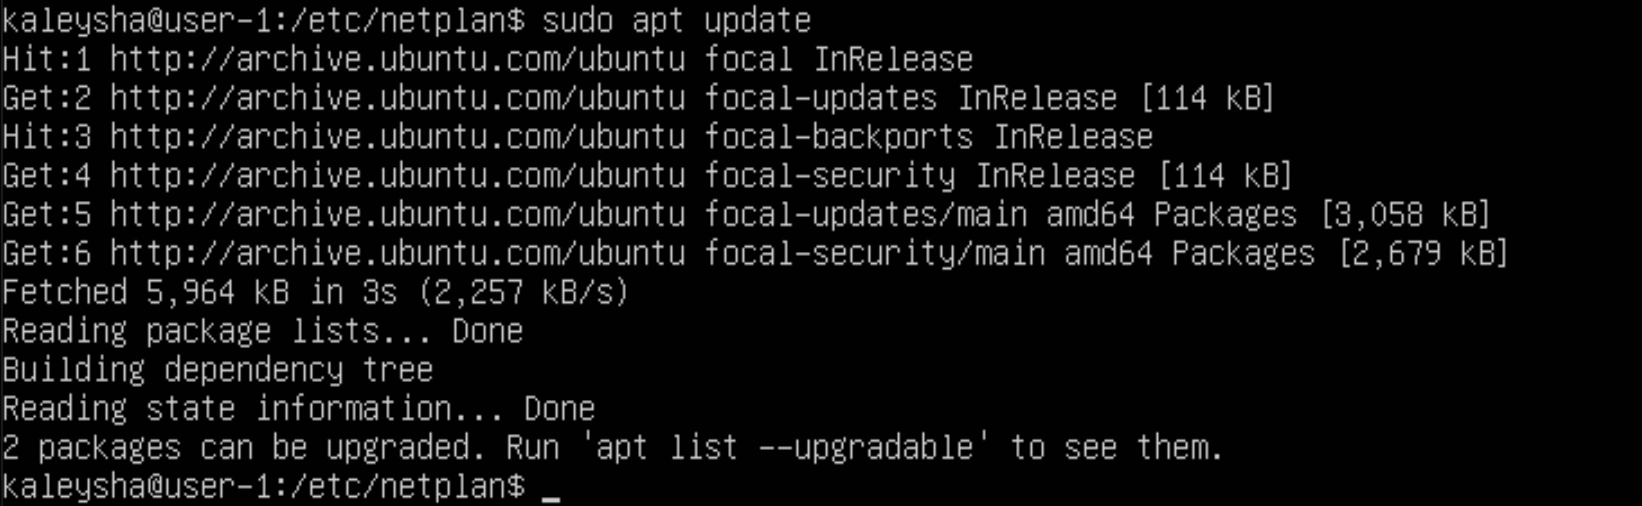 kaleysha@user-1:/etc/netplan$ sudo apt update
Hit:1 http://archive.ubuntu.com/ubuntu focal InRelease
Get:2 http://archive.ubuntu.com/ubuntu focal-updates InRelease [114 kB]
Hit:3 http://archive.ubuntu.com/ubuntu focal-backports InRelease
Get:4 http://archive.ubuntu.com/ubuntu focal-security InRelease [114 kB]
Get:5 http://archive.ubuntu.com/ubuntu focal-updates/main amd64 Packages [3,058 kB]
Get:6 http://archive.ubuntu.com/ubuntu focal-security/main amd64 Packages [2,679 kB]
Fetched 5,964 kB in 3s (2,257 kB/s)
Reading package lists... Done
Building dependency tree
Reading state information... Done
2 packages can be upgraded. Run 'apt list --upgradable' to see them.
kaleysha@user-1:/etc/netplan$ _